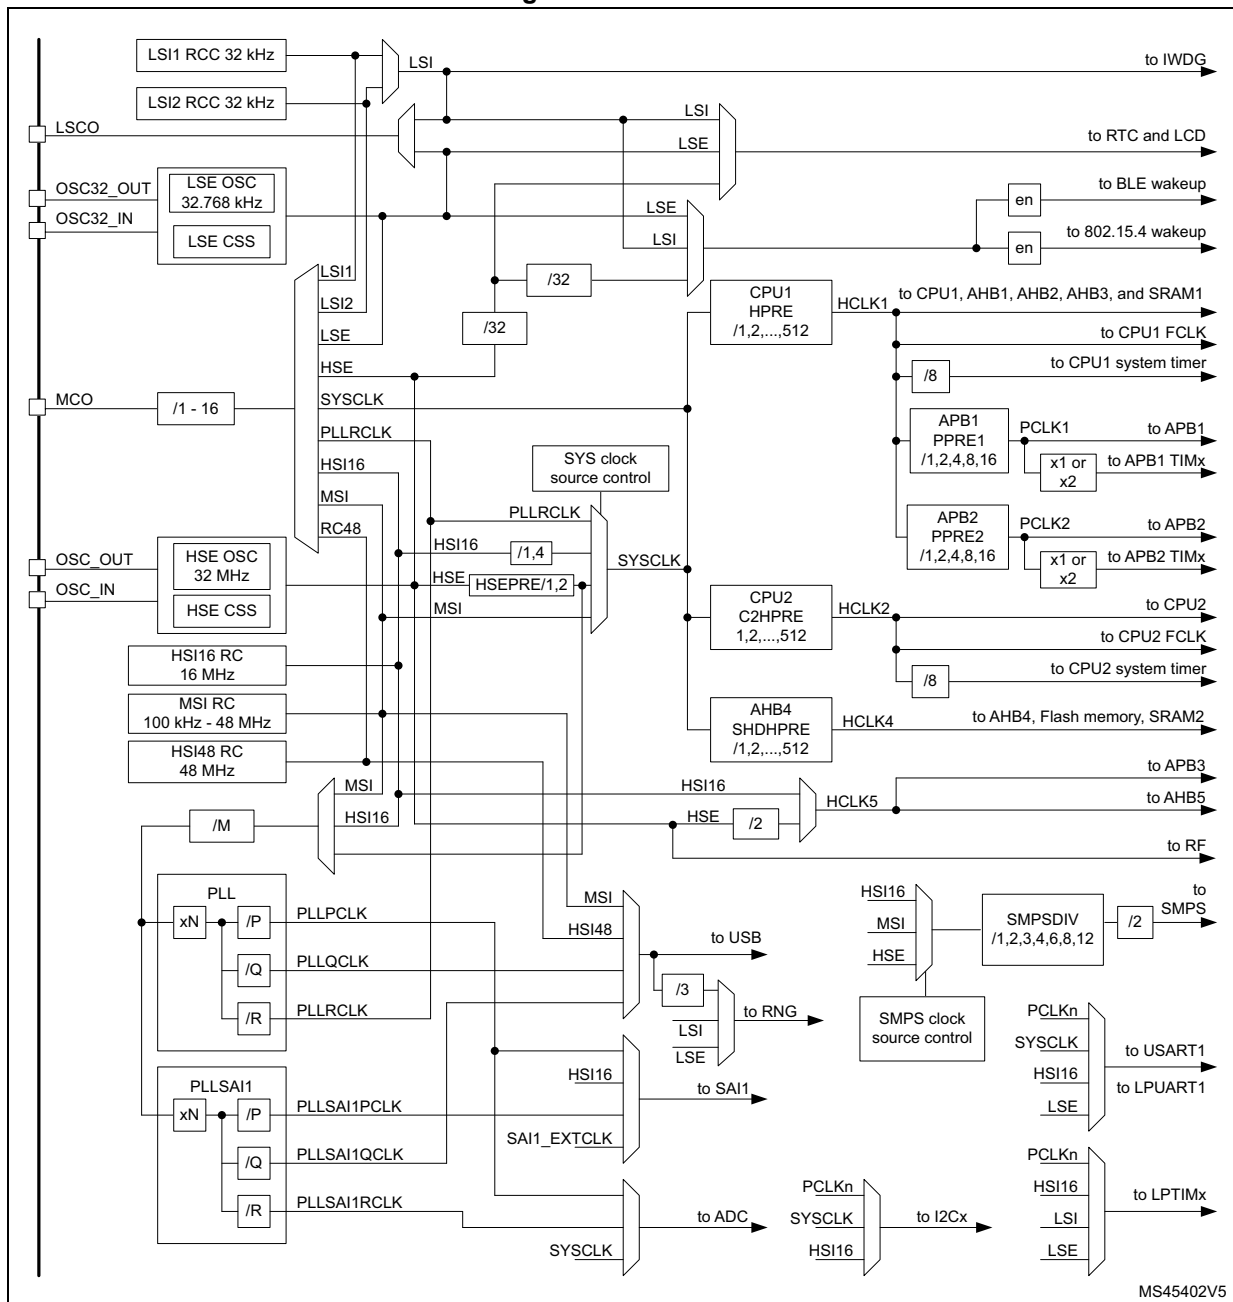 LSI1 RCC 32 kHz
LSI
to IWDG
LSI2 RCC 32 kHz
LSCO
LSI
LSE
to RTC and LCD
OSC32_OUT
OSC32_IN
LSE OSC
32.768 kHz
LSE CSS
LSE
LSI
en
to BLE wakeup
en
to 802.15.4 wakeup
LSI1
LSI2
LSE
HSE
SYSCLK
PLLRCLK
HSI16
MSI
RC48
/32
/32
MCO
/1 - 16
CPU1
HPRE
/1,2,...,512
HCLK1
to CPU1, AHB1, AHB2, AHB3, and SRAM1
to CPU1 FCLK
/8
to CPU1 system timer
APB1
PPRE1
/1,2,4,8,16
PCLK1
to APB1
x1 or
x2
to APB1 TIMx
SYS clock
source control
APB2
PPRE2
/1,2,4,8,16
PCLK2
to APB2
x1 or
x2
to APB2 TIMx
PLLRCLK
HSI16
/1,4
HSE
HSEPRE/1,2
MSI
SYSCLK
OSC_OUT
OSC_IN
HSE OSC
32 MHz
HSE CSS
CPU2
C2HPRE
1,2,...,512
HCLK2
to CPU2
to CPU2 FCLK
/8
to CPU2 system timer
HSI16 RC
16 MHz
MSI RC
100 kHz - 48 MHz
HSI48 RC
48 MHz
AHB4
SHDHPRE
/1,2,...,512
HCLK4
to AHB4, Flash memory, SRAM2
MSI
HSI16
/M
HSI16
HSE
/2
HCLK5
to APB3
to AHB5
to RF
PLL
xN
/P
PLLPCLK
/Q
PLLQCLK
/R
PLLRCLK
MSI
HSI48
to USB
/3
LSI
LSE
to RNG
HSI16
MSI
HSE
SMPSDIV
/1,2,3,4,6,8,12
/2
to
SMPS
SMPS clock
source control
PCLKn
SYSCLK
HSI16
LSE
to USART1
to LPUART1
PLLSAI1
xN
/P
PLLSAI1PCLK
/Q
PLLSAI1QCLK
/R
PLLSAI1RCLK
HSI16
SAI1_EXTCLK
to SAI1
SYSCLK
to ADC
PCLKn
SYSCLK
HSI16
to I2Cx
PCLKn
HSI16
LSI
LSE
to LPTIMx
MS45402V5